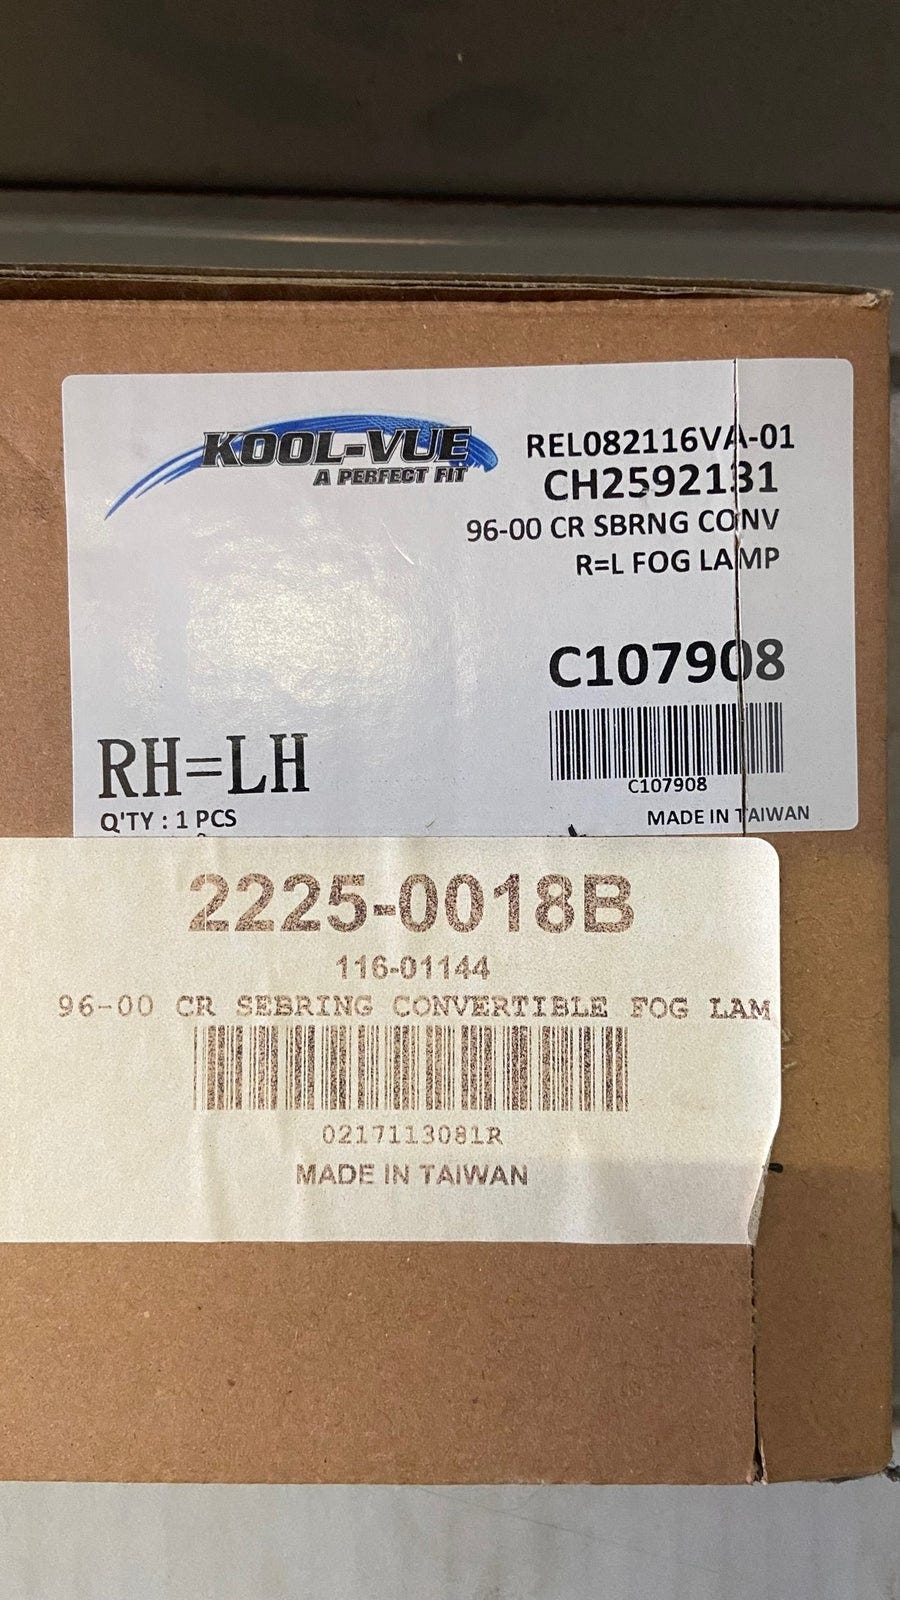 KOOL-VUE
A PERFECT FIT
REL082116VA-01
CH2592131
96-00 CR SBRNG CONV
R=L FOG LAMP
C107908
C107908
RH=LH
Q'TY : 1 PCS
MADE IN TAIWAN
2225-0018B
116-01144
96-00 CR SEBRING CONVERTIBLE FOG LAM
0217113081R
MADE IN TAIWAN